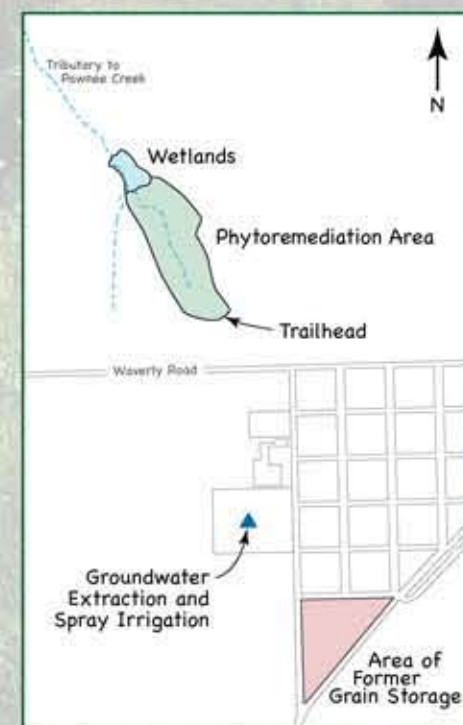 Tributary to
Pawnee Creek
N
Wetlands
Phytoremediation Area
Trailhead
Waverly Road
Groundwater
Extraction and
Spray Irrigation
Area of
Former
Grain Storage